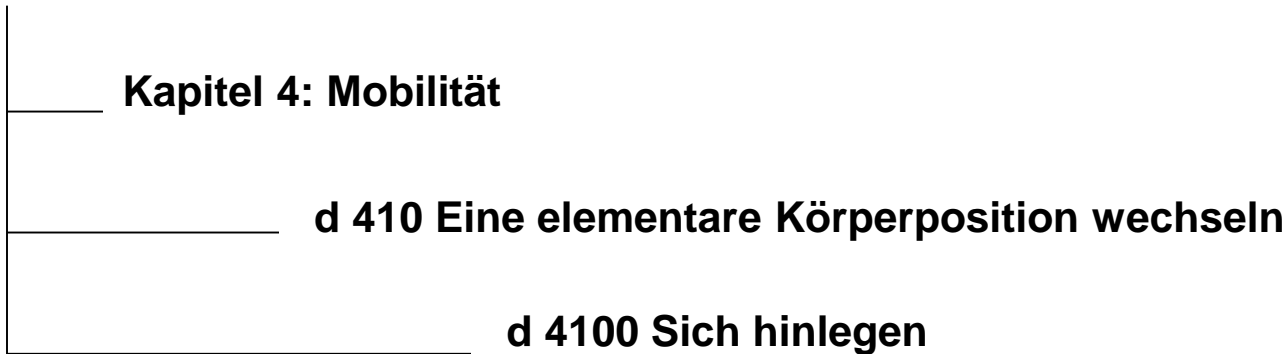 Kapitel 4: Mobilität
d 410 Eine elementare Körperposition wechseln
d 4100 Sich hinlegen